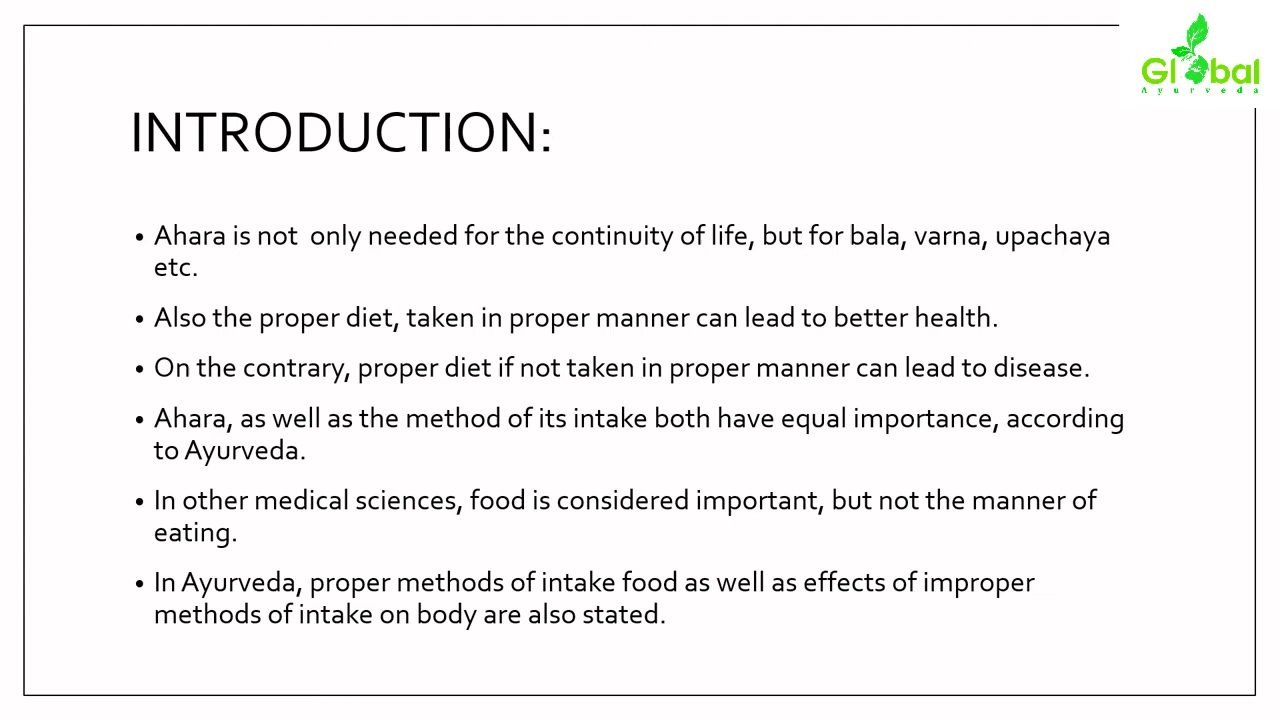 Global
Ayurveda
INTRODUCTION:
• Ahara is not  only needed for the continuity of life, but for bala, varna, upachaya
etc.
• Also the proper diet, taken in proper manner can lead to better health.
• On the contrary, proper diet if not taken in proper manner can lead to disease.
• Ahara, as well as the method of its intake both have equal importance, according
to Ayurveda.
• In other medical sciences, food is considered important, but not the manner of
eating.
• In Ayurveda, proper methods of intake food as well as effects of improper
methods of intake on body are also stated.